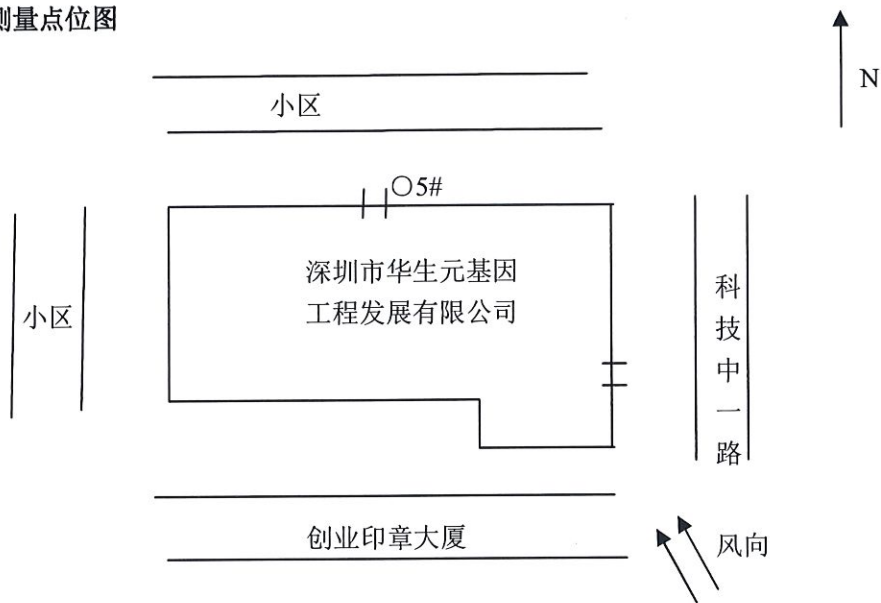 测量点位图
N
小区
○5#
深圳市华生元基因
工程发展有限公司
小区
科技中一路
创业印章大厦
风向